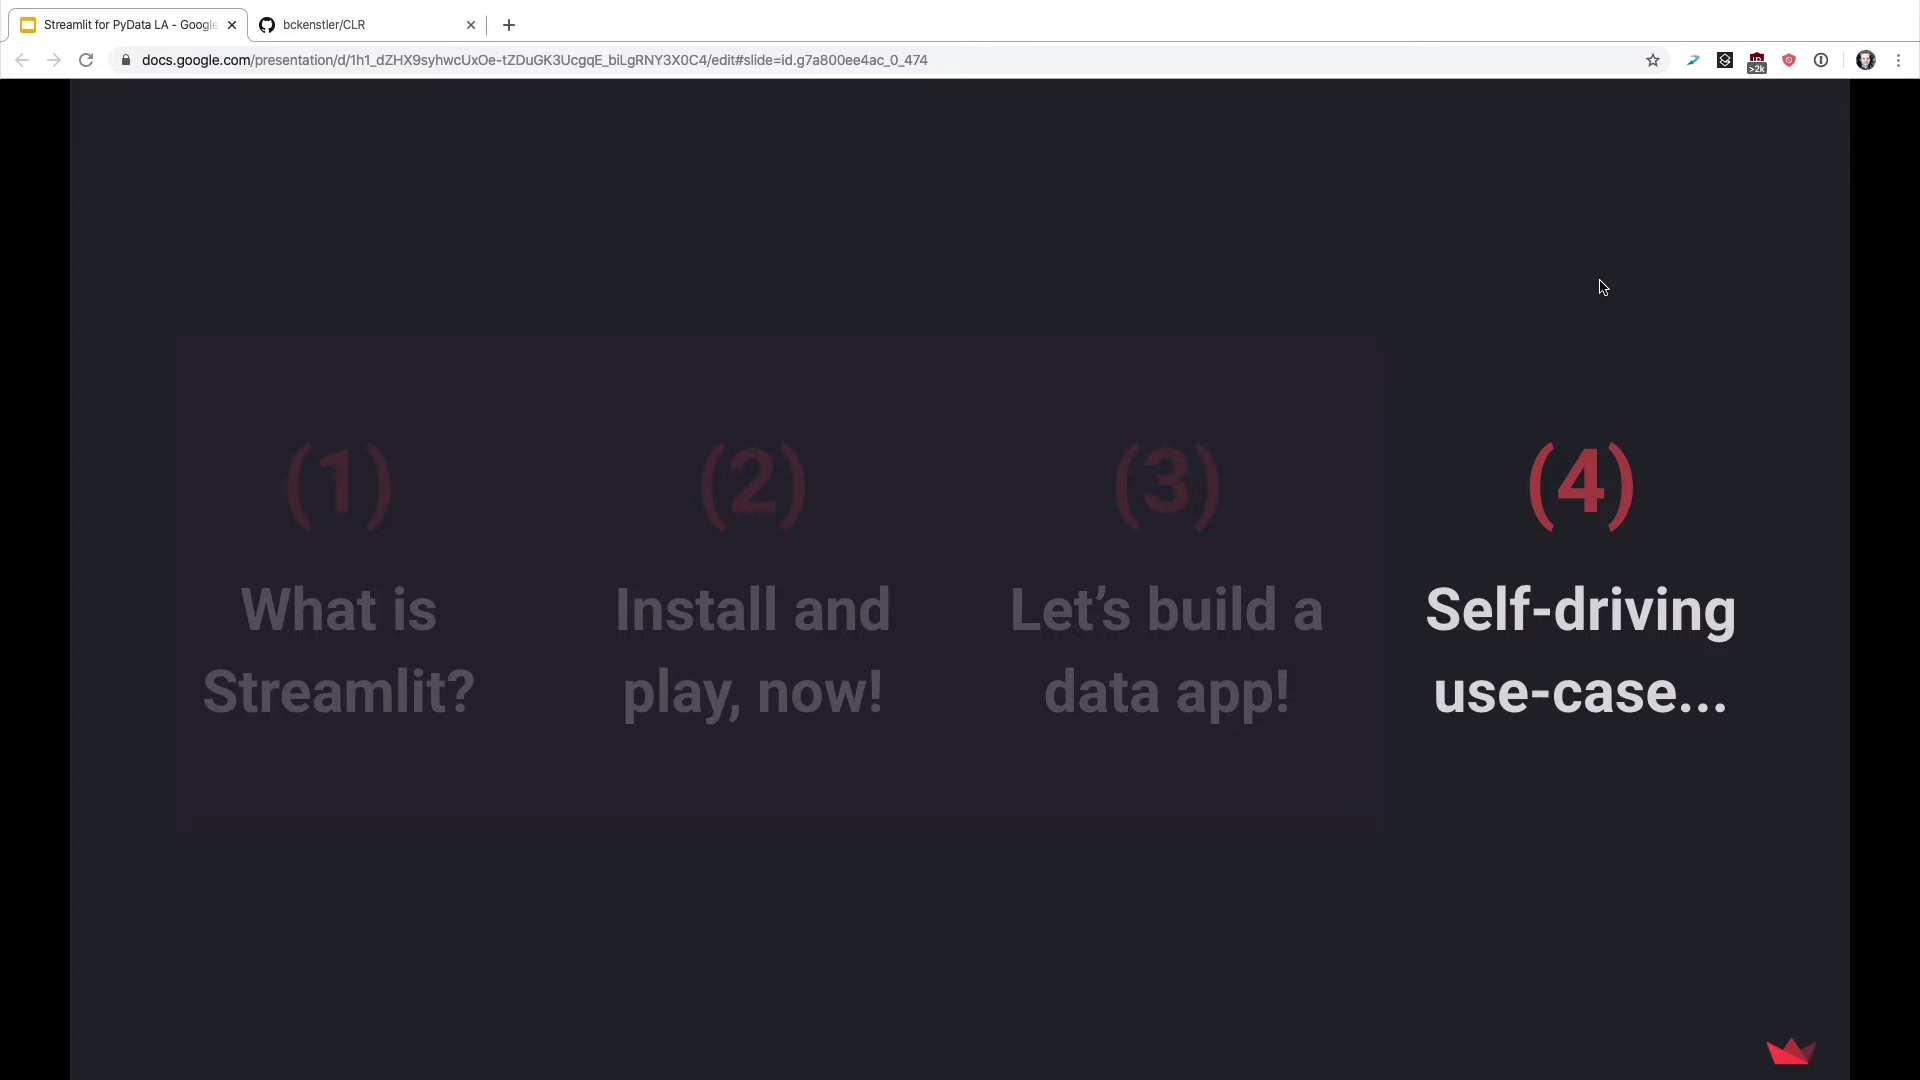 Streamlit for PyData LA - Google
bckenstler/CLR
docs.google.com/presentation/d/1h1_dZHX9syhwcUxOe-tZDuGK3UcgqE_biLgRNY3X0C4/edit#slide=id.g7a800ee4ac_0_474
>2k
(1)
What is
Streamlit?
(2)
Install and
play, now!
(3)
Let’s build a
data app!
(4)
Self-driving
use-case...